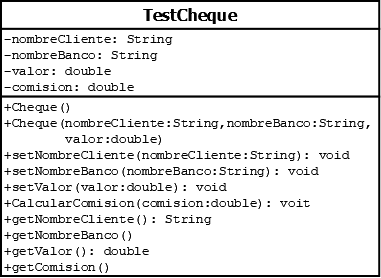 TestCheque
-nombreCliente: String
-nombreBanco: String
-valor: double
-comision: double
+Cheque()
+Cheque(nombreCliente:String,nombreBanco:String,
valor:double)
+setNombreCliente(nombreCliente:String): void
+setNombreBanco(nombreBanco:String): void
+setValor(valor:double): void
+CalcularComision(comision:double): voit
+getNombreCliente(): String
+getNombreBanco()
+getValor(): double
+getComision()